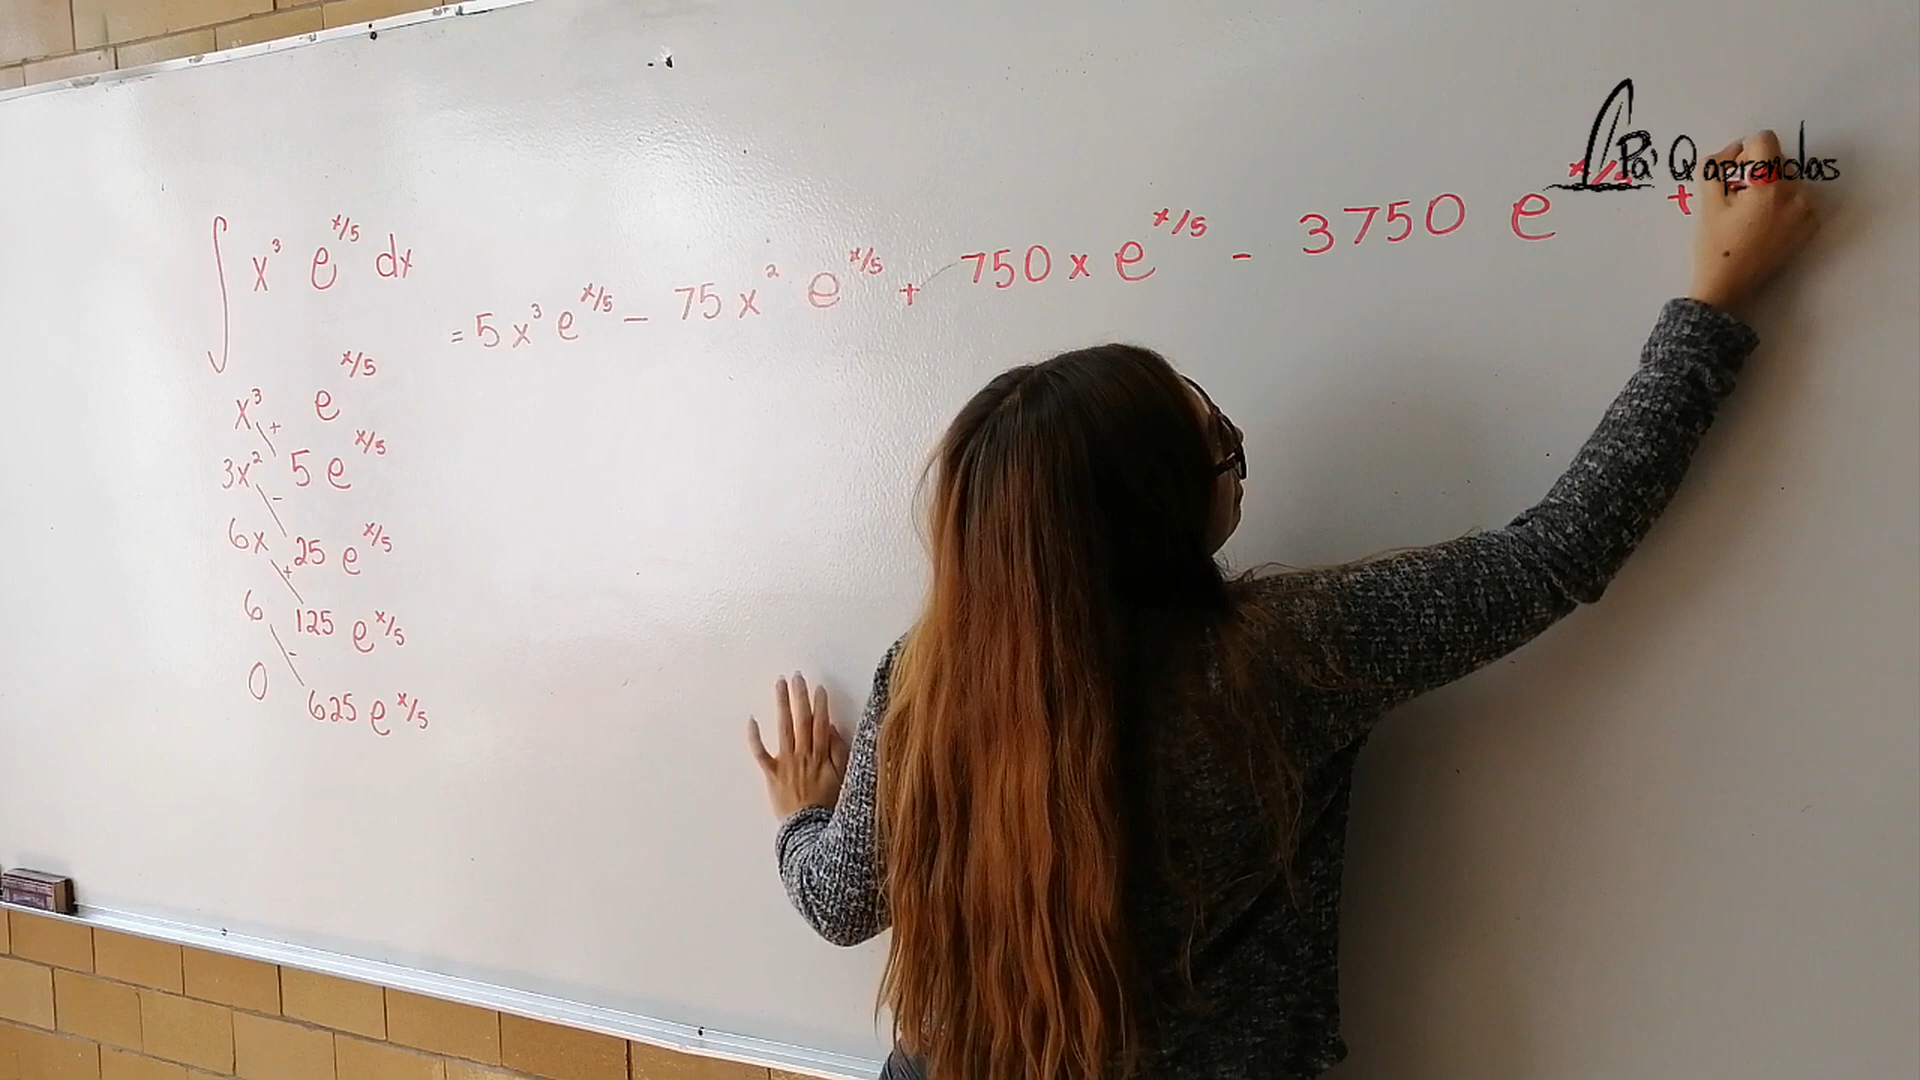 ∫ x³ e^(x/5) dx
= 5x³ e^(x/5) − 75x² e^(x/5) + 750x e^(x/5) − 3750 e^(x/5) +
Pa' Q aprendas
x³ + e^(x/5)
3x² − 5 e^(x/5)
6x + 25 e^(x/5)
6 − 125 e^(x/5)
0 625 e^(x/5)